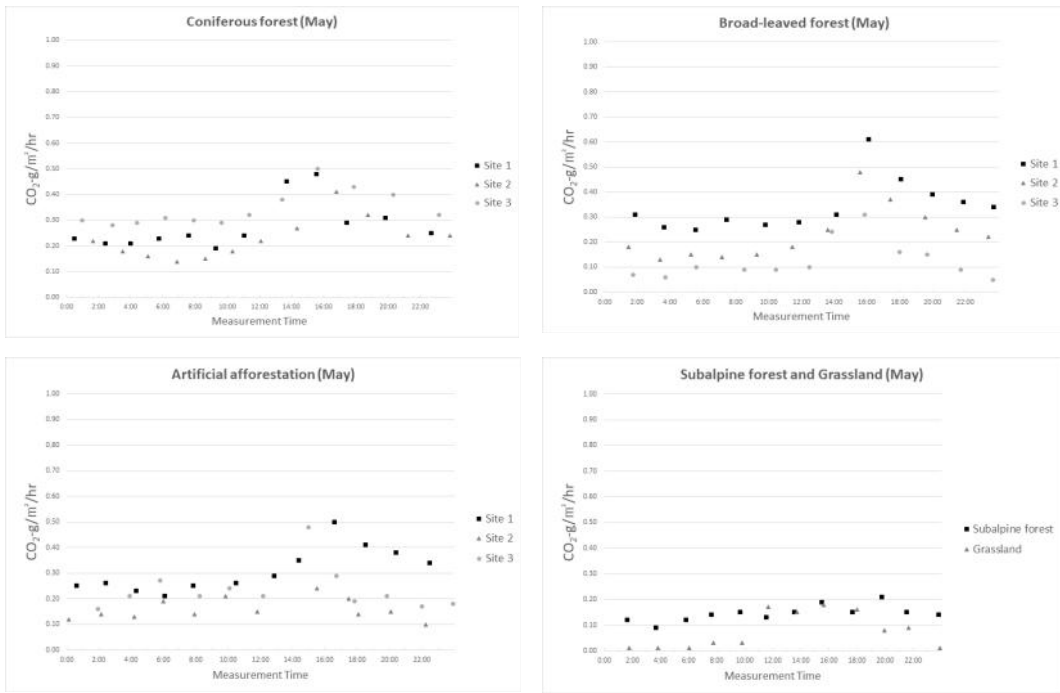 Coniferous forest (May)
1.00
0.90
0.80
0.70
0.60
0.50
0.40
0.30
0.20
0.10
0.00
CO₂-g/m²/hr
0:00 2:00 4:00 6:00 8:00 10:00 12:00 14:00 16:00 18:00 20:00 22:00
Measurement Time
Site 1
Site 2
Site 3
Broad-leaved forest (May)
1.00
0.90
0.80
0.70
0.60
0.50
0.40
0.30
0.20
0.10
0.00
CO₂-g/m²/hr
0:00 2:00 4:00 6:00 8:00 10:00 12:00 14:00 16:00 18:00 20:00 22:00
Measurement Time
Site 1
Site 2
Site 3
Artificial afforestation (May)
1.00
0.90
0.80
0.70
0.60
0.50
0.40
0.30
0.20
0.10
0.00
CO₂-g/m²/hr
0:00 2:00 4:00 6:00 8:00 10:00 12:00 14:00 16:00 18:00 20:00 22:00
Measurement Time
Site 1
Site 2
Site 3
Subalpine forest and Grassland (May)
1.00
0.90
0.80
0.70
0.60
0.50
0.40
0.30
0.20
0.10
0.00
CO₂-g/m²/hr
0:00 2:00 4:00 6:00 8:00 10:00 12:00 14:00 16:00 18:00 20:00 22:00
Measurement Time
Subalpine forest
Grassland